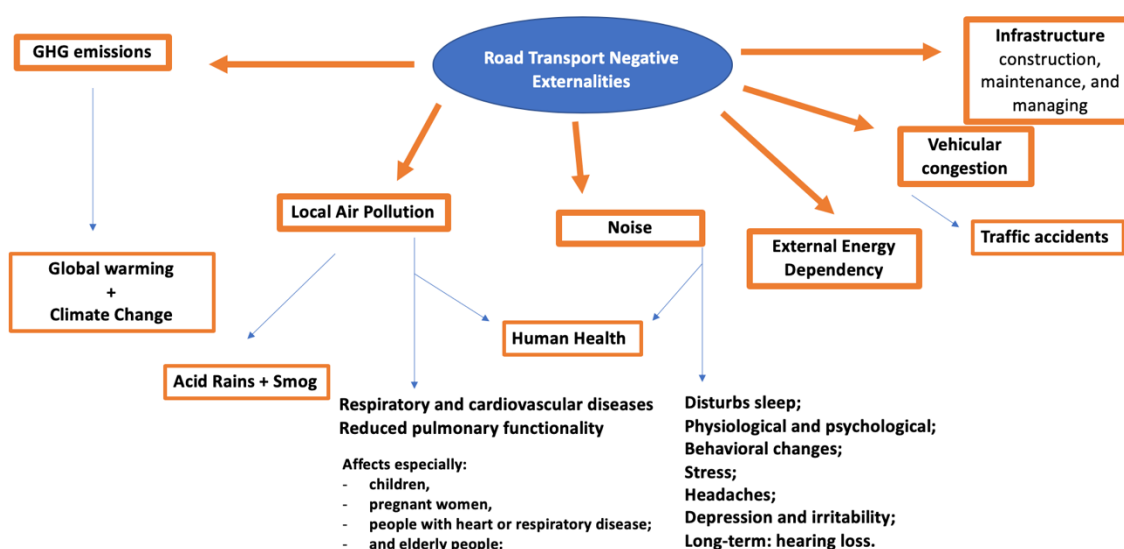 Road Transport Negative
Externalities
GHG emissions
Infrastructure
construction,
maintenance, and
managing
Vehicular
congestion
Local Air Pollution
Noise
External Energy
Dependency
Traffic accidents
Global warming
+
Climate Change
Human Health
Acid Rains + Smog
Respiratory and cardiovascular diseases
Reduced pulmonary functionality
Affects especially:
- children,
- pregnant women,
- people with heart or respiratory disease;
- and elderly people;
Disturbs sleep;
Physiological and psychological;
Behavioral changes;
Stress;
Headaches;
Depression and irritability;
Long-term: hearing loss.